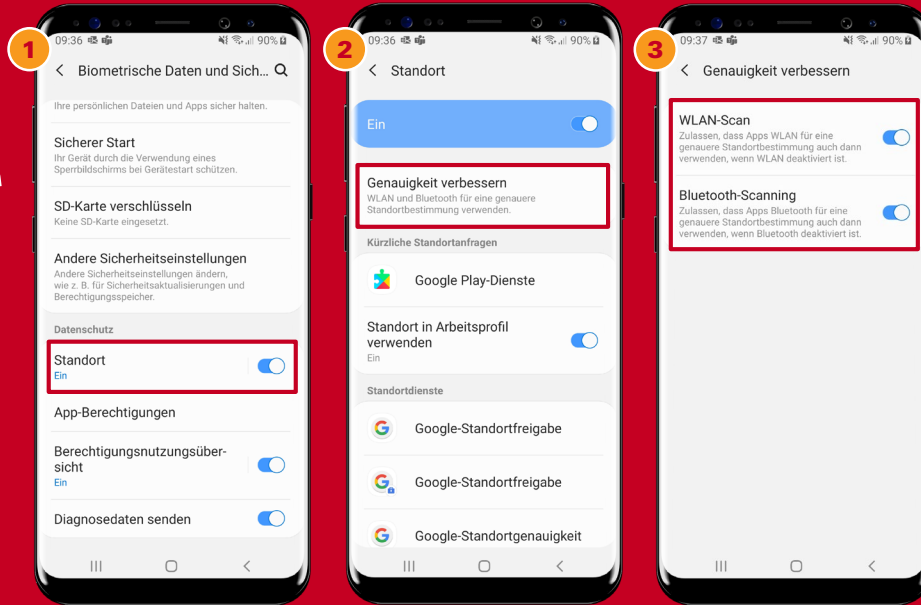 1
09:36
90%
Biometrische Daten und Sich...
Ihre persönlichen Dateien und Apps sicher halten.
Sicherer Start
Ihr Gerät durch die Verwendung eines
Sperrbildschirms bei Gerätestart schützen.
SD-Karte verschlüsseln
Keine SD-Karte eingesetzt.
Andere Sicherheitseinstellungen
Andere Sicherheitseinstellungen ändern,
wie z. B. für Sicherheitsaktualisierungen und
Berechtigungsspeicher.
Datenschutz
Standort
Ein
App-Berechtigungen
Berechtigungsnutzungsüber-
sicht
Ein
Diagnosedaten senden
2
09:36
90%
Standort
Ein
Genauigkeit verbessern
WLAN und Bluetooth für eine genauere
Standortbestimmung verwenden.
Kürzliche Standortanfragen
Google Play-Dienste
Standort in Arbeitsprofil
verwenden
Ein
Standortdienste
Google-Standortfreigabe
Google-Standortfreigabe
Google-Standortgenauigkeit
3
09:37
90%
Genauigkeit verbessern
WLAN-Scan
Zulassen, dass Apps WLAN für eine
genauere Standortbestimmung auch dann
verwenden, wenn WLAN deaktiviert ist.
Bluetooth-Scanning
Zulassen, dass Apps Bluetooth für eine
genauere Standortbestimmung auch dann
verwenden, wenn Bluetooth deaktiviert ist.